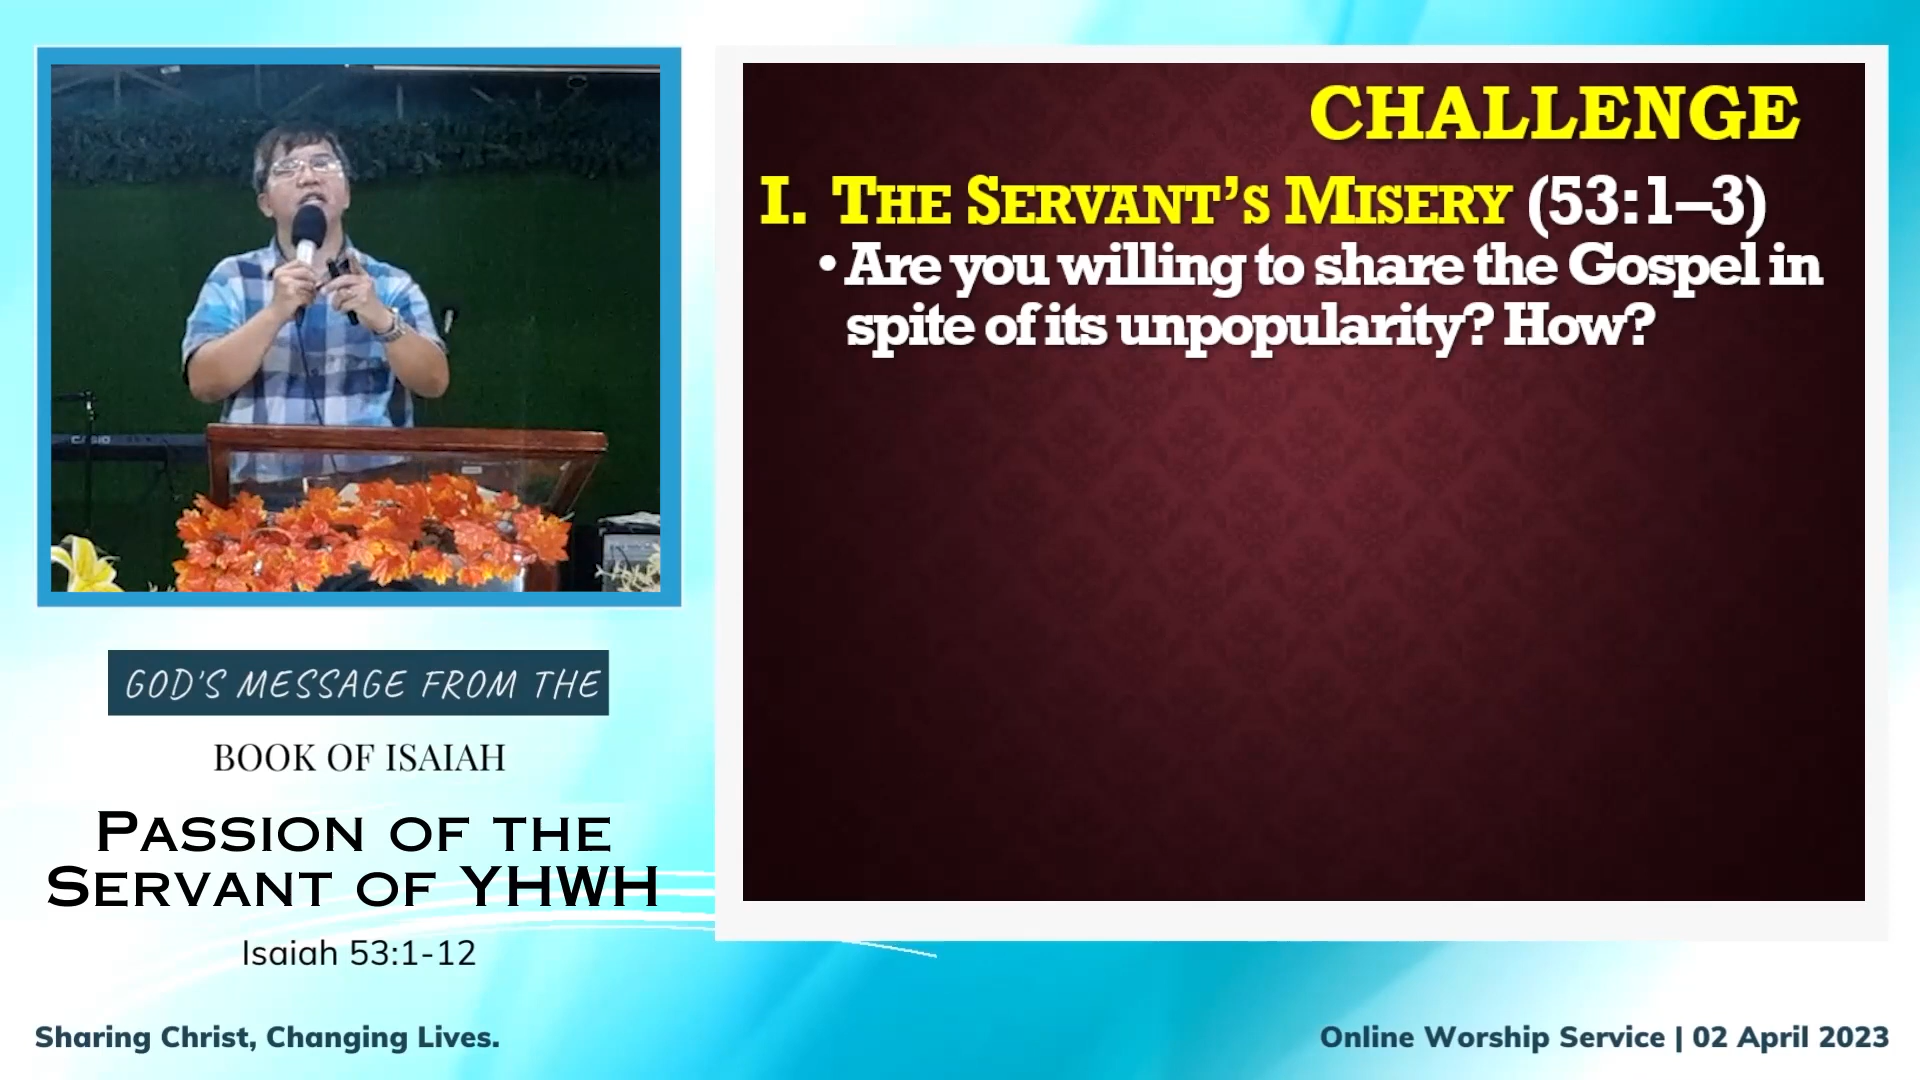 CHALLENGE
I. THE SERVANT'S MISERY (53:1–3)
• Are you willing to share the Gospel in
spite of its unpopularity? How?
CASIO
GOD'S MESSAGE FROM THE
BOOK OF ISAIAH
PASSION OF THE
SERVANT OF YHWH
Isaiah 53:1-12
Sharing Christ, Changing Lives.
Online Worship Service | 02 April 2023